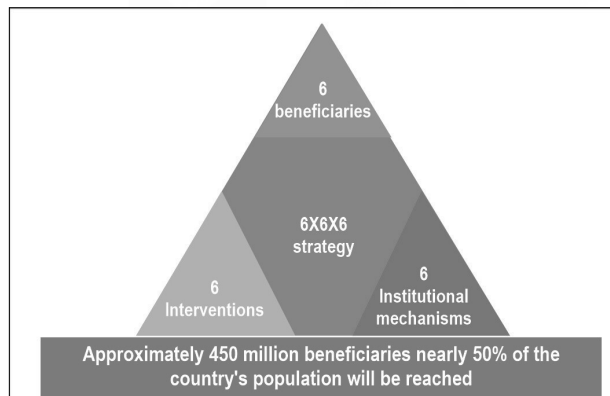 6
beneficiaries
6X6X6
strategy
6
Interventions
6
Institutional
mechanisms
Approximately 450 million beneficiaries nearly 50% of the
country's population will be reached